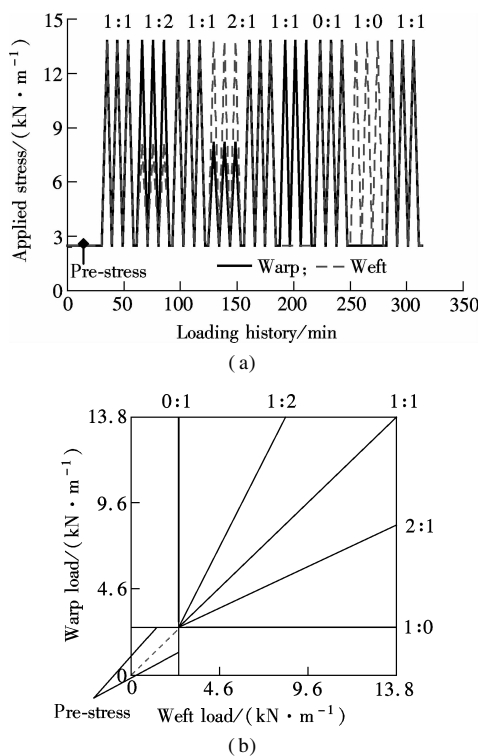 1:1 1:2 1:1 2:1 1:1 0:1 1:0 1:1
15
12
9
6
3
0
Applied stress/(kN·m⁻¹)
Pre-stress
Warp; Weft
0 50 100 150 200 250 300 350
Loading history/min
(a)
0:1 1:2 1:1
13.8
9.6
4.6
0
Warp load/(kN·m⁻¹)
2:1
1:0
0 4.6 9.6 13.8
Pre-stress
Weft load/(kN·m⁻¹)
(b)